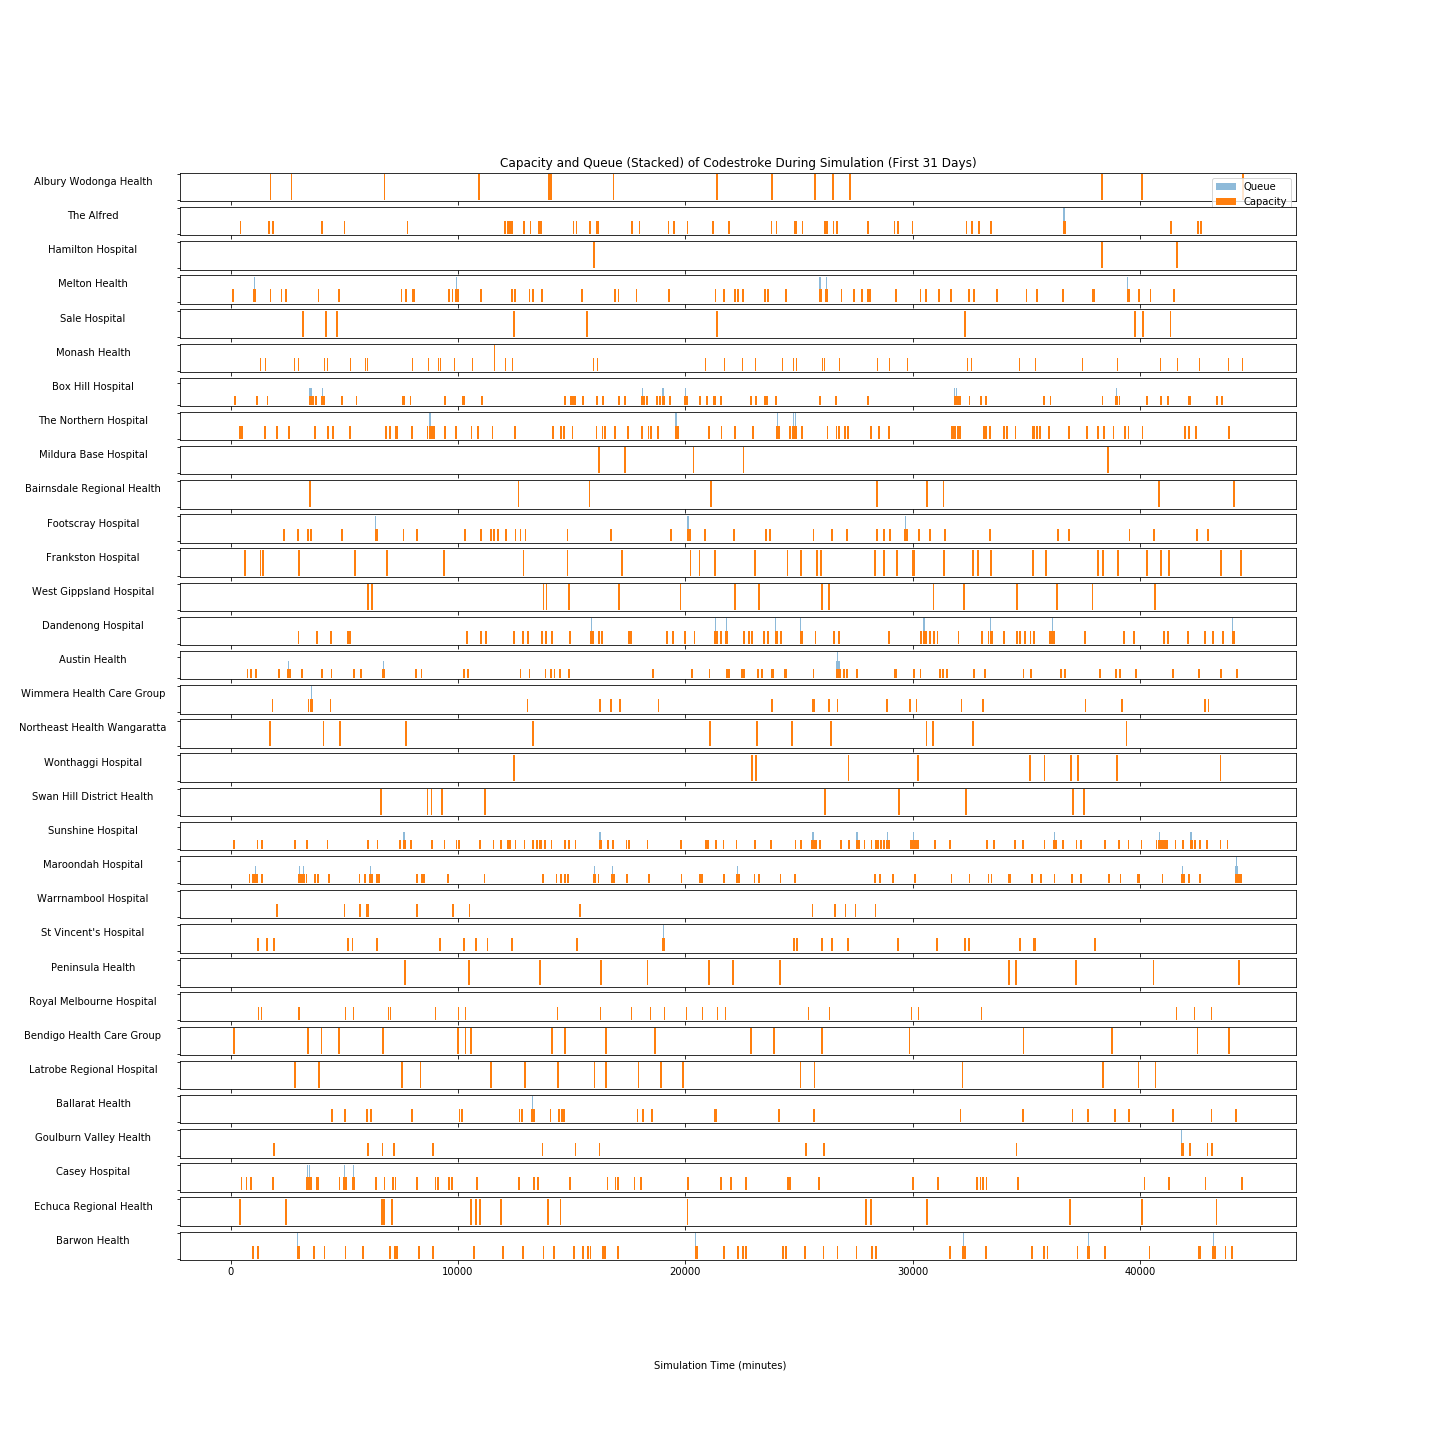 Capacity and Queue (Stacked) of Codestroke During Simulation (First 31 Days)
Albury Wodonga Health
Queue
Capacity
The Alfred
Hamilton Hospital
Melton Health
Sale Hospital
Monash Health
Box Hill Hospital
The Northern Hospital
Mildura Base Hospital
Bairnsdale Regional Health
Footscray Hospital
Frankston Hospital
West Gippsland Hospital
Dandenong Hospital
Austin Health
Wimmera Health Care Group
Northeast Health Wangaratta
Wonthaggi Hospital
Swan Hill District Health
Sunshine Hospital
Maroondah Hospital
Warrnambool Hospital
St Vincent's Hospital
Peninsula Health
Royal Melbourne Hospital
Bendigo Health Care Group
Latrobe Regional Hospital
Ballarat Health
Goulburn Valley Health
Casey Hospital
Echuca Regional Health
Barwon Health
0 10000 20000 30000 40000
Simulation Time (minutes)